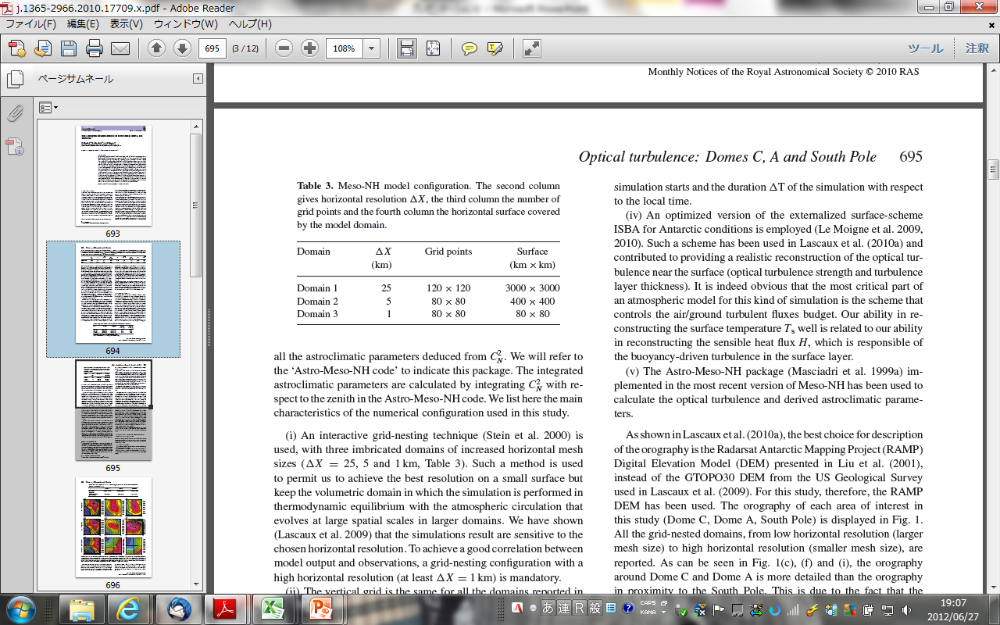 j.1365-2966.2010.17709.x.pdf - Adobe Reader
ファイル(F) 編集(E) 表示(V) ウィンドウ(W) ヘルプ(H)
695 (3 / 12) 108% ツール 注釈
ページサムネール
693
694
695
696
Monthly Notices of the Royal Astronomical Society © 2010 RAS
Optical turbulence: Domes C, A and South Pole 695
Table 3. Meso-NH model configuration. The second column
gives horizontal resolution ΔX, the third column the number of
grid points and the fourth column the horizontal surface covered
by the model domain.
Domain ΔX Grid points Surface
(km) (km × km)
Domain 1 25 120 × 120 3000 × 3000
Domain 2 5 80 × 80 400 × 400
Domain 3 1 80 × 80 80 × 80
all the astroclimatic parameters deduced from C²_N. We will refer to
the ‘Astro-Meso-NH code’ to indicate this package. The integrated
astroclimatic parameters are calculated by integrating C²_N with re-
spect to the zenith in the Astro-Meso-NH code. We list here the main
characteristics of the numerical configuration used in this study.
(i) An interactive grid-nesting technique (Stein et al. 2000) is
used, with three imbricated domains of increased horizontal mesh
sizes (ΔX = 25, 5 and 1 km, Table 3). Such a method is used
to permit us to achieve the best resolution on a small surface but
keep the volumetric domain in which the simulation is performed in
thermodynamic equilibrium with the atmospheric circulation that
evolves at large spatial scales in larger domains. We have shown
(Lascaux et al. 2009) that the simulations result are sensitive to the
chosen horizontal resolution. To achieve a good correlation between
model output and observations, a grid-nesting configuration with a
high horizontal resolution (at least ΔX = 1 km) is mandatory.
(ii) The vertical grid is the same for all the domains reported in
simulation starts and the duration ΔT of the simulation with respect
to the local time.
(iv) An optimized version of the externalized surface-scheme
ISBA for Antarctic conditions is employed (Le Moigne et al. 2009,
2010). Such a scheme has been used in Lascaux et al. (2010a) and
contributed to providing a realistic reconstruction of the optical tur-
bulence near the surface (optical turbulence strength and turbulence
layer thickness). It is indeed obvious that the most critical part of
an atmospheric model for this kind of simulation is the scheme that
controls the air/ground turbulent fluxes budget. Our ability in re-
constructing the surface temperature Ts well is related to our ability
in reconstructing the sensible heat flux H, which is responsible of
the buoyancy-driven turbulence in the surface layer.
(v) The Astro-Meso-NH package (Masciadri et al. 1999a) im-
plemented in the most recent version of Meso-NH has been used to
calculate the optical turbulence and derived astroclimatic parame-
ters.
As shown in Lascaux et al. (2010a), the best choice for description
of the orography is the Radarsat Antarctic Mapping Project (RAMP)
Digital Elevation Model (DEM) presented in Liu et al. (2001),
instead of the GTOPO30 DEM from the US Geological Survey
used in Lascaux et al. (2009). For this study, therefore, the RAMP
DEM has been used. The orography of each area of interest in
this study (Dome C, Dome A, South Pole) is displayed in Fig. 1.
All the grid-nested domains, from low horizontal resolution (larger
mesh size) to high horizontal resolution (smaller mesh size), are
reported. As can be seen in Fig. 1(c), (f) and (i), the orography
around Dome C and Dome A is more detailed than the orography
in proximity to the South Pole. This is due to the fact that the
A あ 連 R 般 CAPS KANA
19:07
2012/06/27